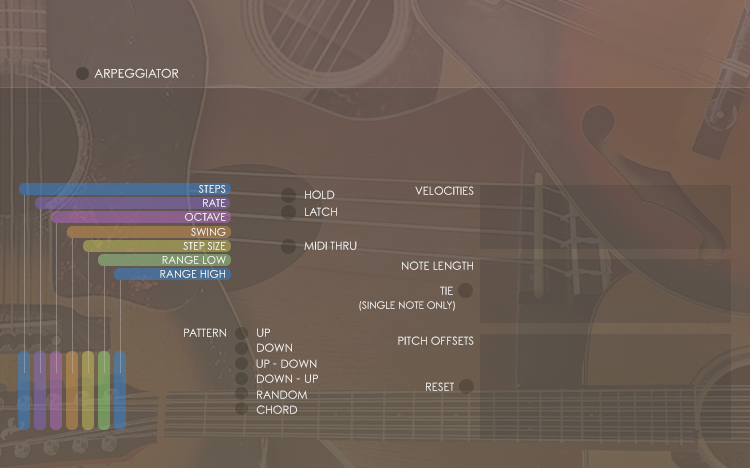 ARPEGGIATOR
STEPS
RATE
OCTAVE
SWING
STEP SIZE
RANGE LOW
RANGE HIGH
HOLD
LATCH
MIDI THRU
PATTERN
UP
DOWN
UP - DOWN
DOWN - UP
RANDOM
CHORD
VELOCITIES
NOTE LENGTH
TIE
(SINGLE NOTE ONLY)
PITCH OFFSETS
RESET